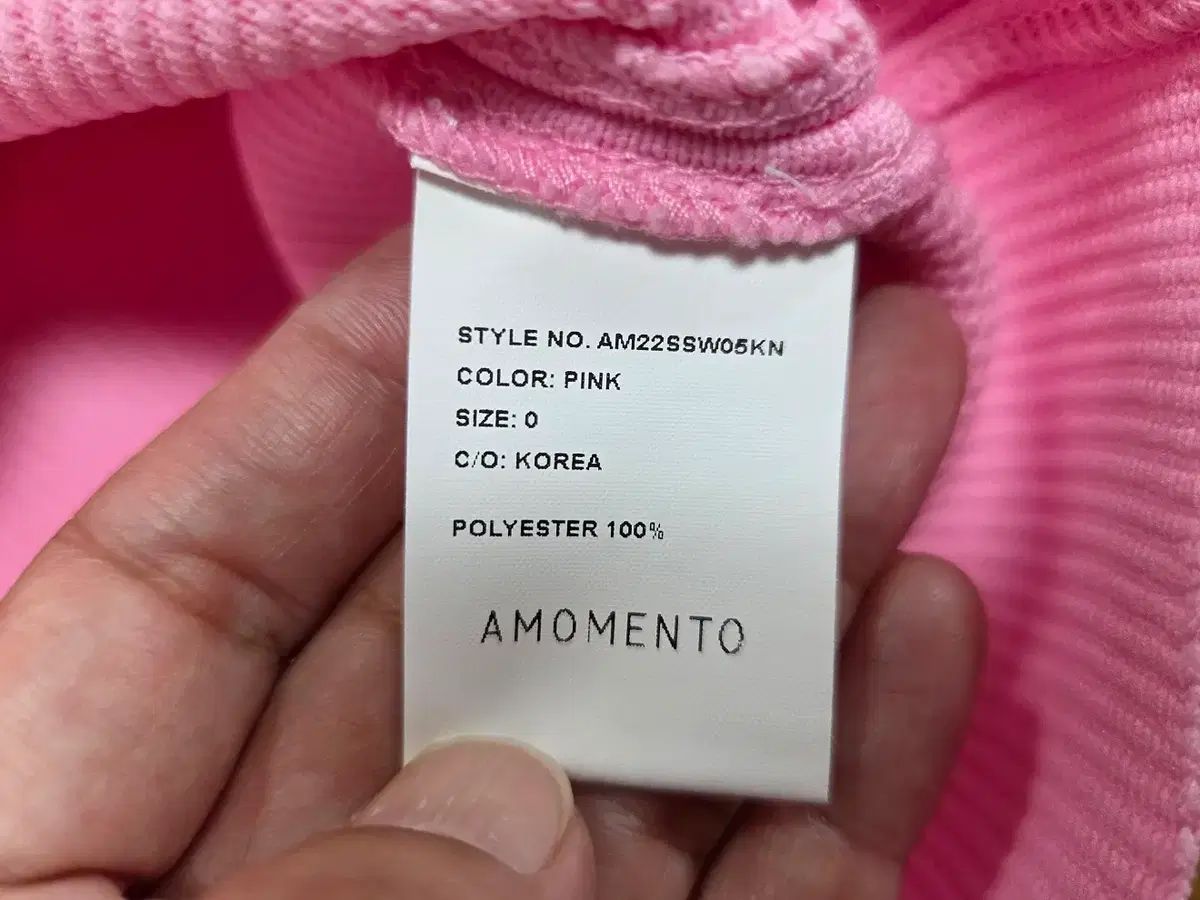 STYLE NO. AM22SSW05KN
COLOR: PINK
SIZE: 0
C/O: KOREA
POLYESTER 100%
AMOMENTO